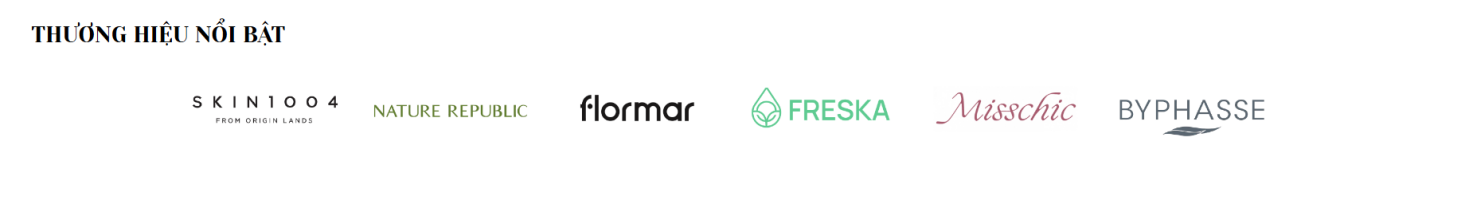 THƯƠNG HIỆU NỔI BẬT
SKIN1004
FROM ORIGIN LANDS
NATURE REPUBLIC
flormar
FRESKA
Misschic
BYPHASSE